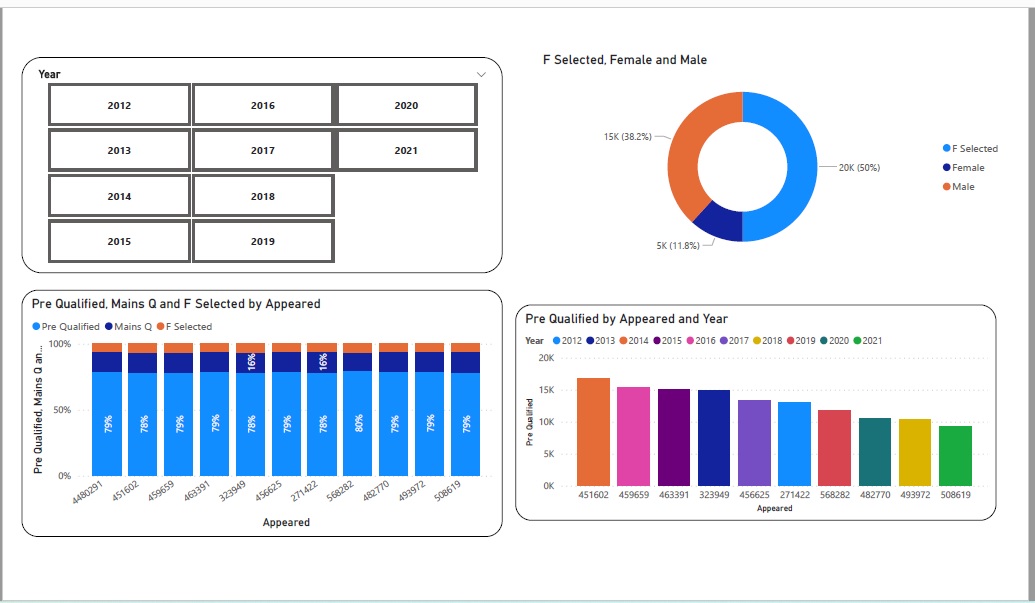 Year
2012
2016
2020
2013
2017
2021
2014
2018
2015
2019
F Selected, Female and Male
15K (38.2%)
20K (50%)
5K (11.8%)
F Selected
Female
Male
Pre Qualified, Mains Q and F Selected by Appeared
Pre Qualified Mains Q F Selected
Pre Qualified, Mains Q an...
100%
50%
0%
16% 16%
79% 78% 79% 79% 78% 79% 78% 80% 79% 79% 79%
4480291 451602 459659 463391 323949 456625 271422 568282 482770 493972 508619
Appeared
Pre Qualified by Appeared and Year
Year 2012 2013 2014 2015 2016 2017 2018 2019 2020 2021
Pre Qualified
20K
15K
10K
5K
0K
451602 459659 463391 323949 456625 271422 568282 482770 493972 508619
Appeared